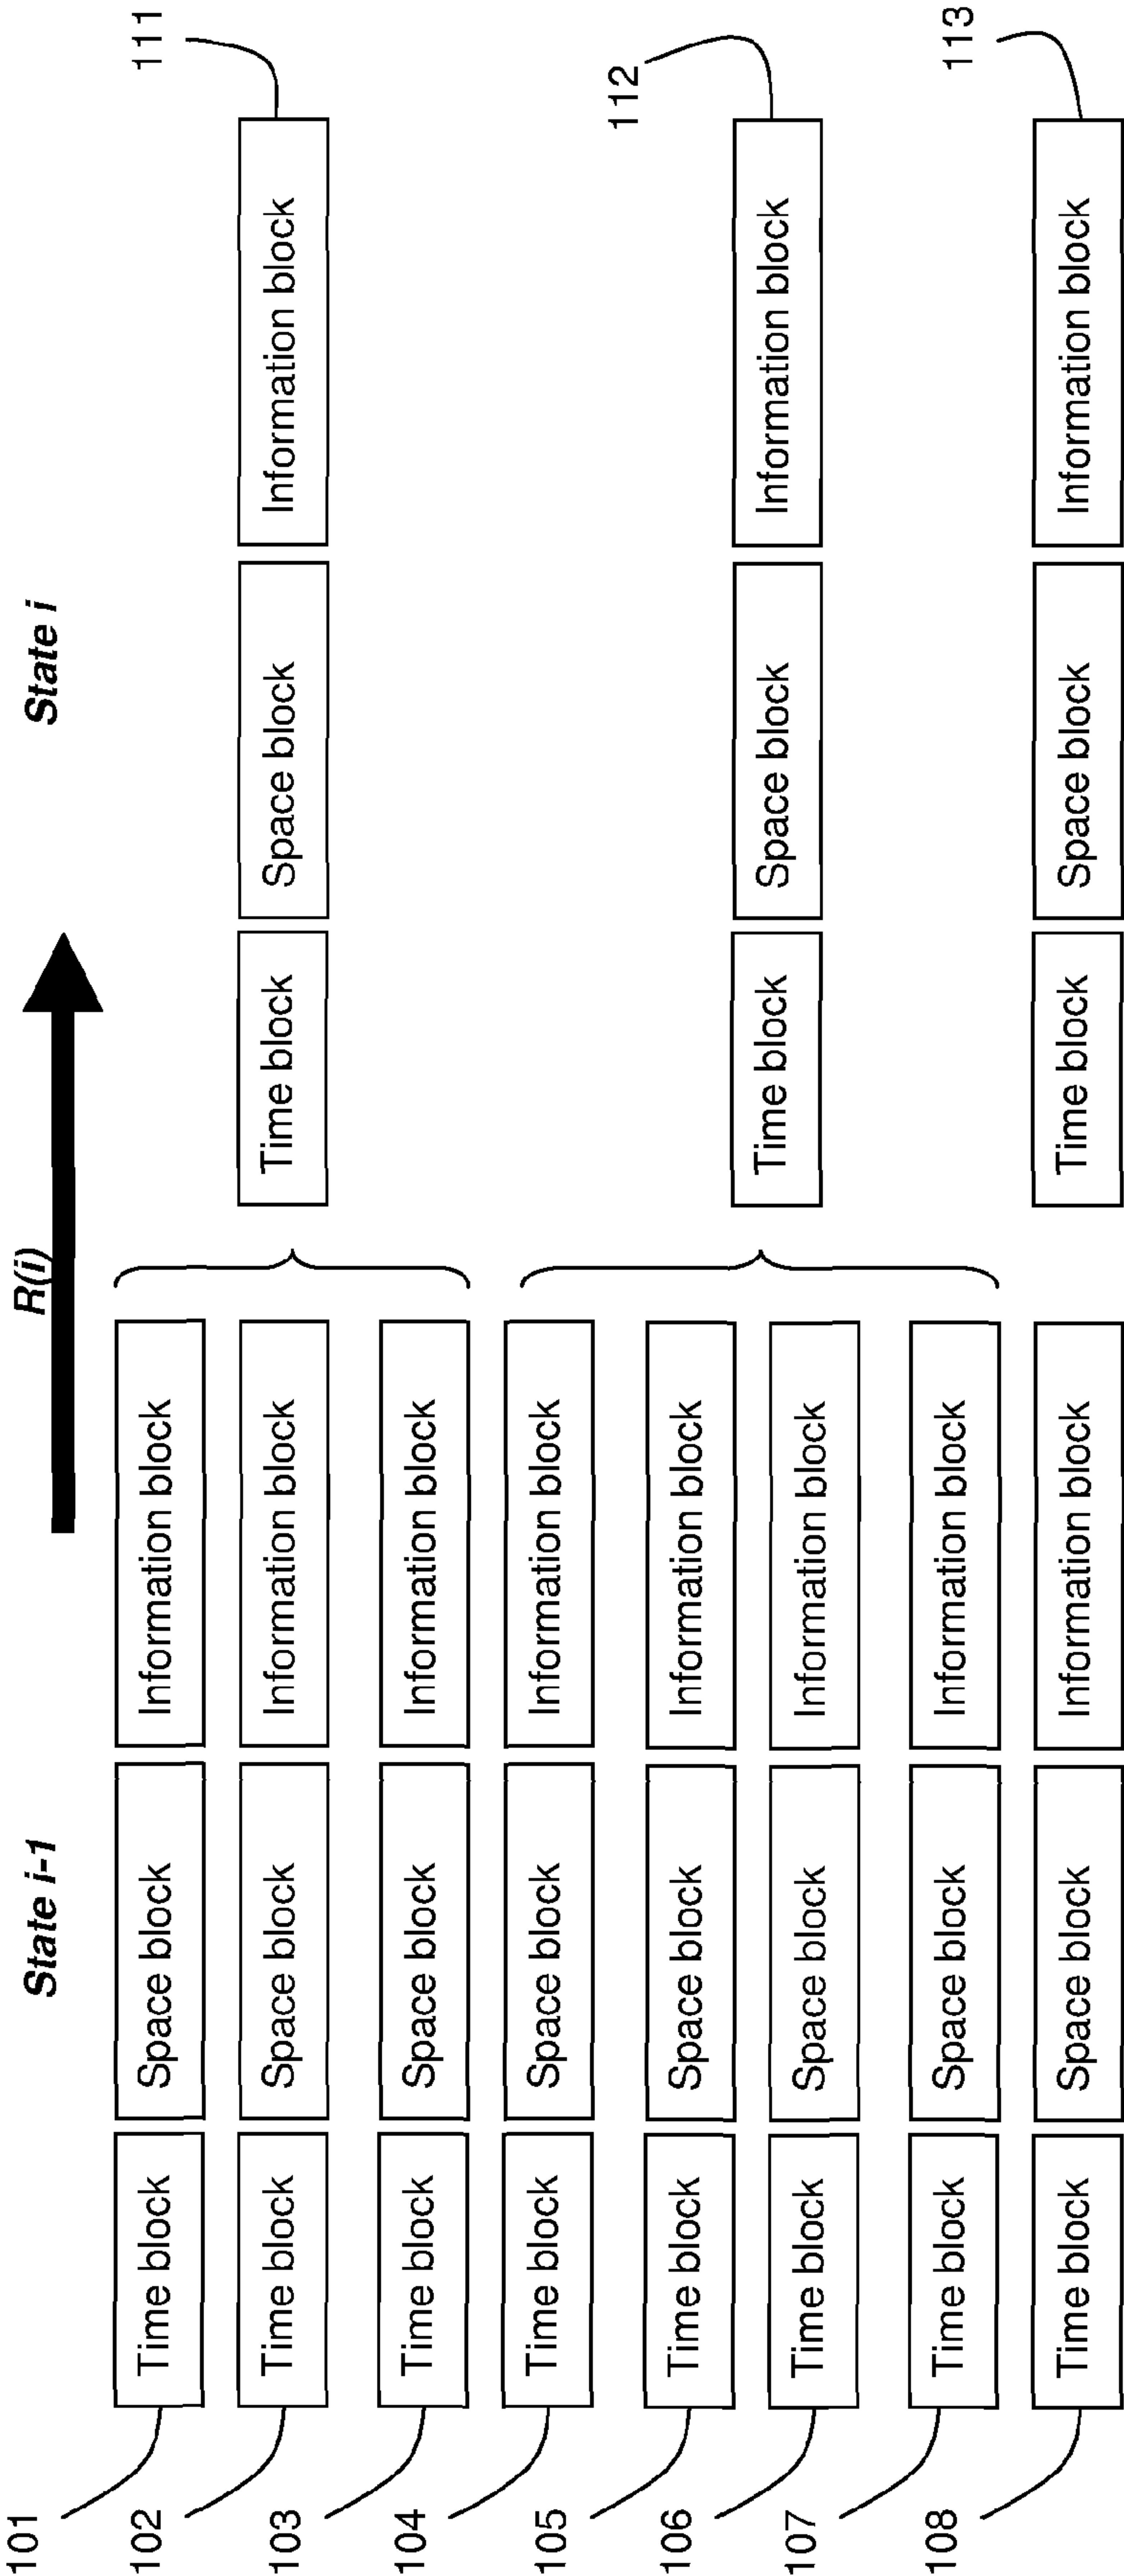 R(i)
State i-1
State i
101
Time block Space block Information block
102
Time block Space block Information block
111
Time block Space block Information block
103
Time block Space block Information block
104
Time block Space block Information block
105
Time block Space block Information block
112
Time block Space block Information block
106
Time block Space block Information block
107
Time block Space block Information block
108
Time block Space block Information block
113
Time block Space block Information block